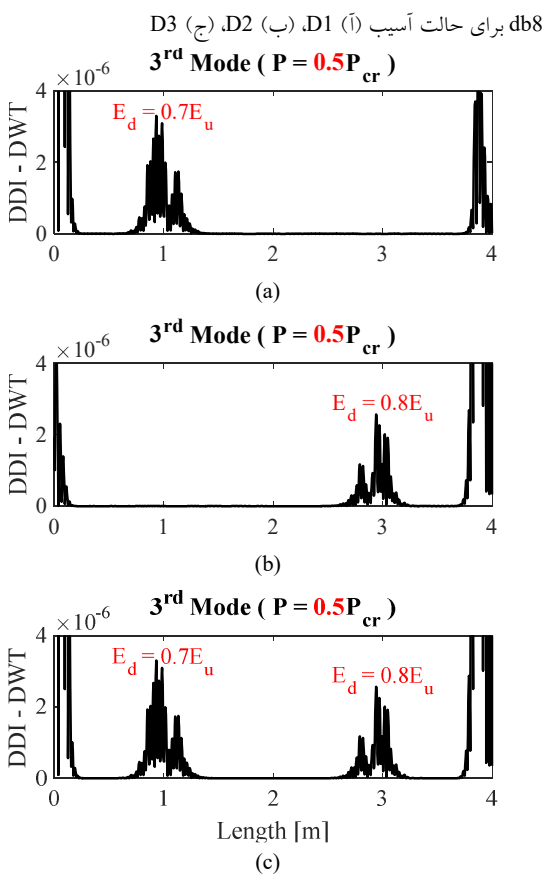 db8 برای حالت آسیب (آ) D1، (ب) D2، (ج) D3
3rd Mode ( P = 0.5Pcr )
×10-6
DDI - DWT
4
2
0
Ed = 0.7Eu
0 1 2 3 4
(a)
3rd Mode ( P = 0.5Pcr )
×10-6
DDI - DWT
4
2
0
Ed = 0.8Eu
0 1 2 3 4
(b)
3rd Mode ( P = 0.5Pcr )
×10-6
DDI - DWT
4
2
0
Ed = 0.7Eu
Ed = 0.8Eu
0 1 2 3 4
Length [m]
(c)